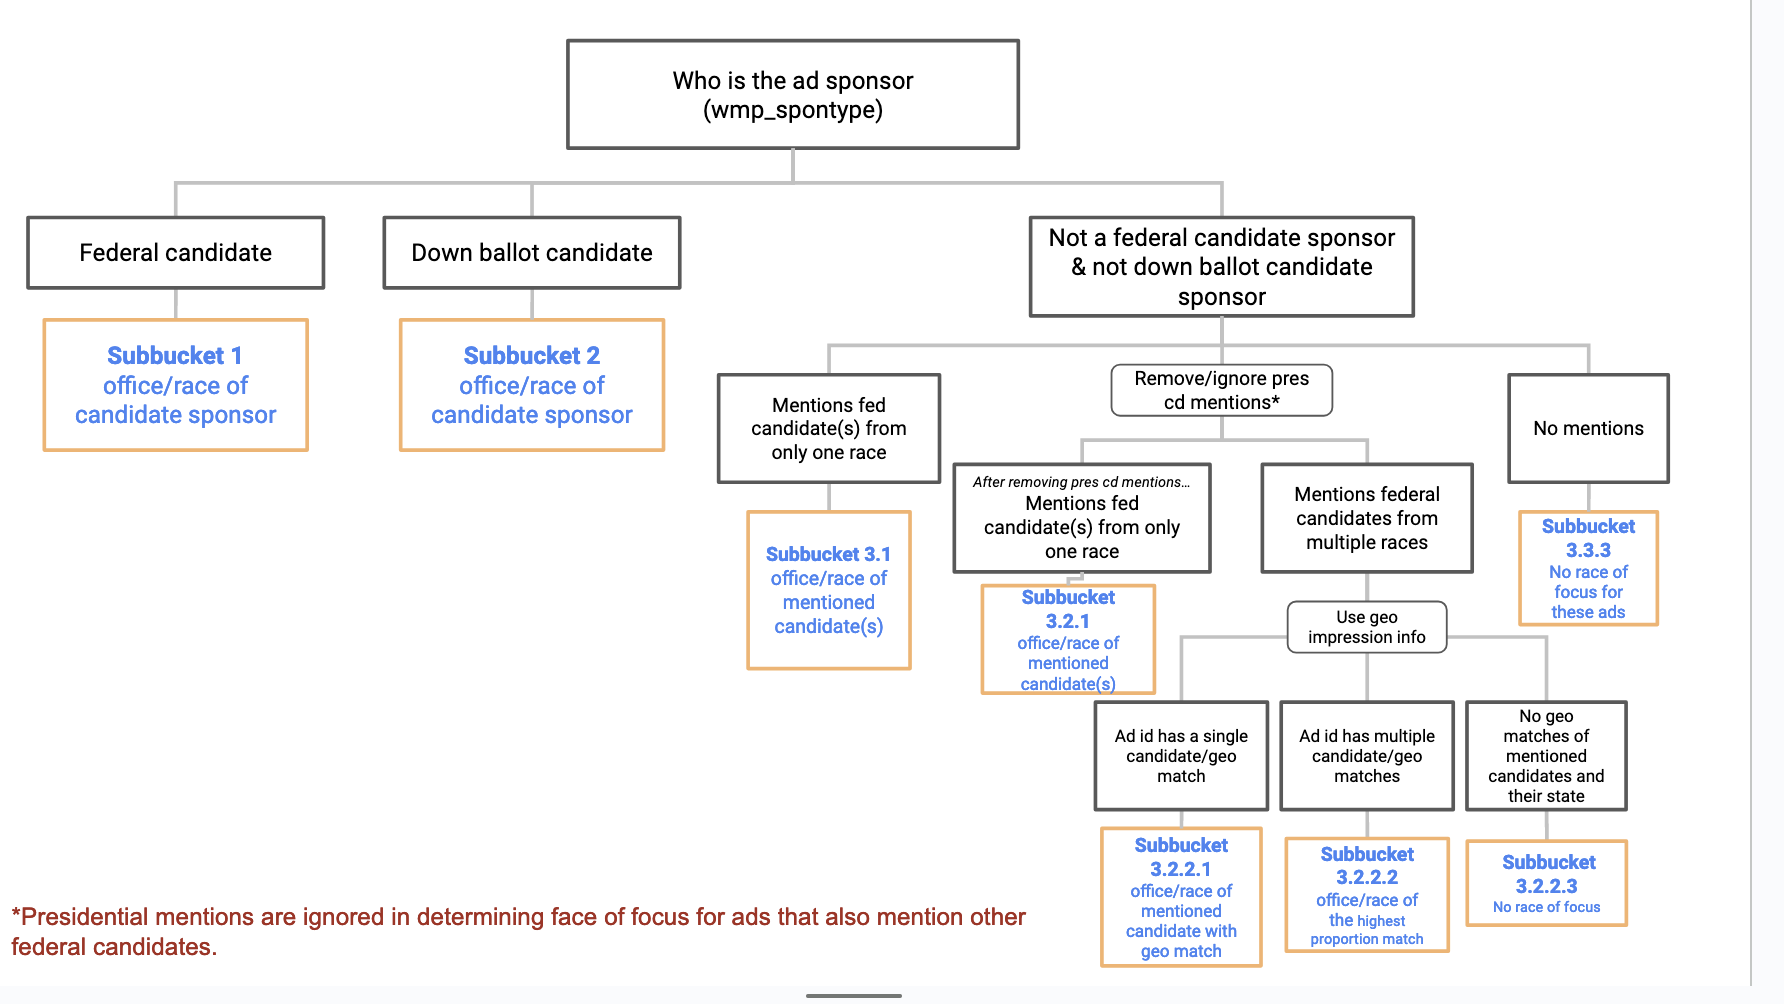 Who is the ad sponsor
(wmp_spontype)
Federal candidate
Down ballot candidate
Not a federal candidate sponsor
& not down ballot candidate
sponsor
Subbucket 1
office/race of
candidate sponsor
Subbucket 2
office/race of
candidate sponsor
Mentions fed
candidate(s) from
only one race
Remove/ignore pres
cd mentions*
No mentions
After removing pres cd mentions...
Mentions fed
candidate(s) from only
one race
Mentions federal
candidates from
multiple races
Subbucket 3.1
office/race of
mentioned
candidate(s)
Subbucket
3.2.1
office/race of
mentioned
candidate(s)
Subbucket
3.3.3
No race of
focus for
these ads
Use geo
impression info
Ad id has a single
candidate/geo
match
Ad id has multiple
candidate/geo
matches
No geo
matches of
mentioned
candidates and
their state
Subbucket
3.2.2.1
office/race of
mentioned
candidate with
geo match
Subbucket
3.2.2.2
office/race of
the highest
proportion match
Subbucket
3.2.2.3
No race of focus
*Presidential mentions are ignored in determining face of focus for ads that also mention other
federal candidates.